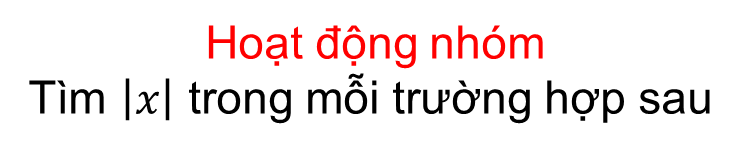 Hoạt động nhóm
Tìm |𝑥| trong mỗi trường hợp sau